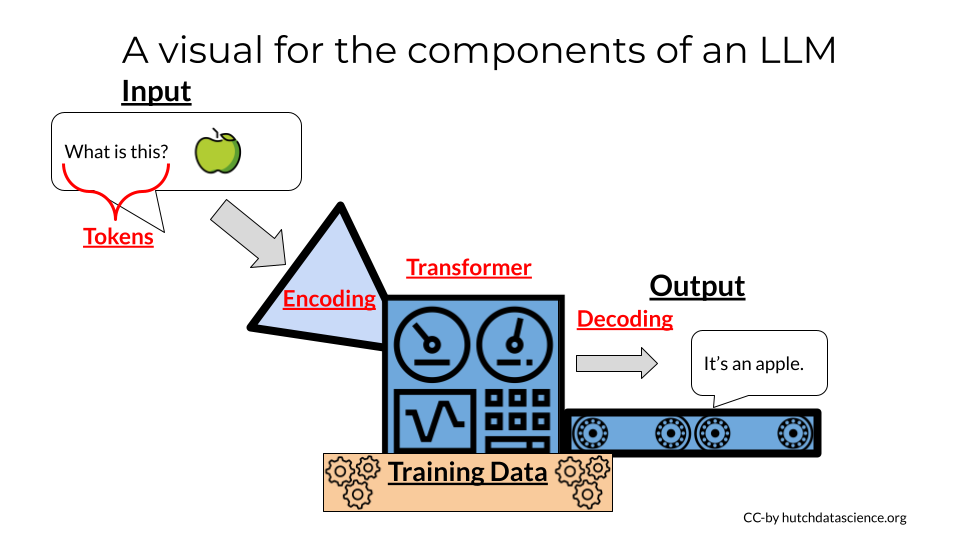 A visual for the components of an LLM
Input
What is this?
Tokens
Encoding
Transformer
Output
Decoding
It's an apple.
Training Data
CC-by hutchdatascience.org